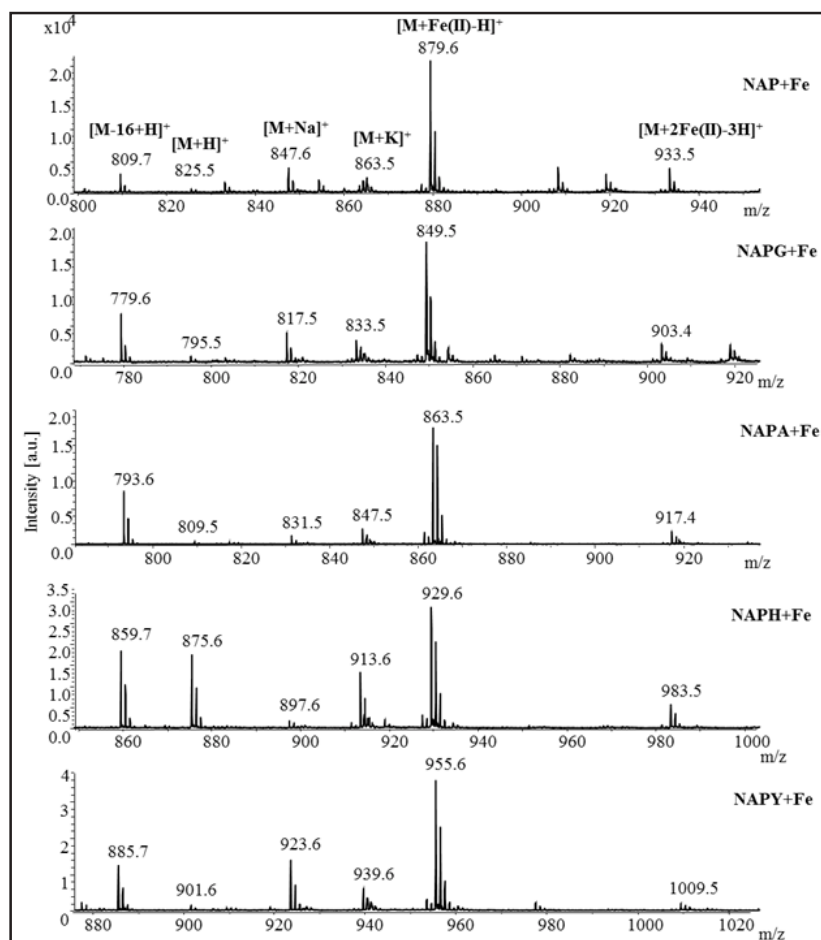 x10⁴
[M+Fe(II)-H]⁺
879.6
NAP+Fe
2.0
[M-16+H]⁺
[M+H]⁺
[M+Na]⁺
[M+K]⁺
[M+2Fe(II)-3H]⁺
1.0
809.7
825.5
847.6
863.5
933.5
0.0
800 820 840 860 880 900 920 940
m/z
2.0
849.5
NAPG+Fe
1.0
779.6
795.5
817.5
833.5
903.4
0.5
0.0
780 800 820 840 860 880 900 920
m/z
Intensity [a.u.]
2.0
863.5
NAPA+Fe
1.5
1.0
793.6
809.5
831.5
847.5
917.4
0.5
0.0
800 820 840 860 880 900 920
m/z
3.5
3.0
929.6
NAPH+Fe
2.5
2.0
859.7
875.6
897.6
913.6
983.5
1.0
0.5
0.0
860 880 900 920 940 960 980 1000
m/z
4
955.6
NAPY+Fe
3
2
885.7
901.6
923.6
939.6
1009.5
1
0
880 900 920 940 960 980 1000 1020
m/z